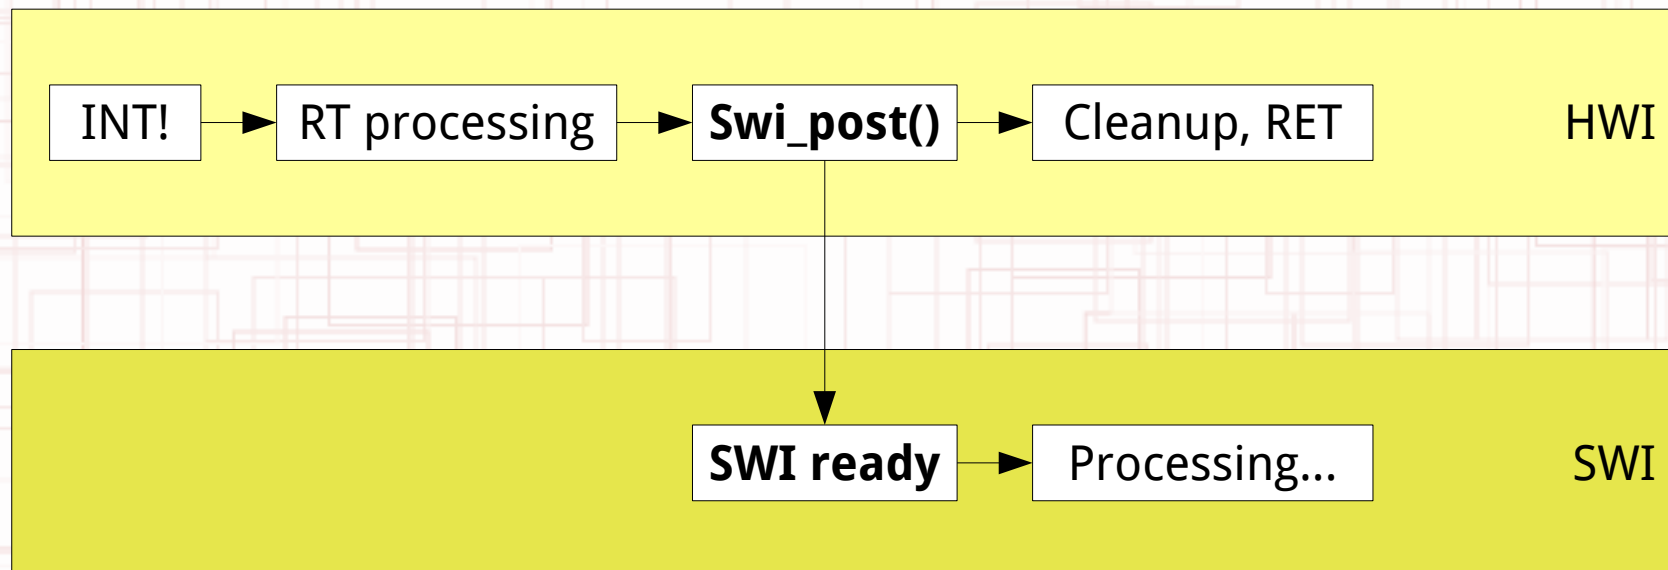 INT!
RT processing
Swi_post()
Cleanup, RET
HWI
SWI ready
Processing...
SWI